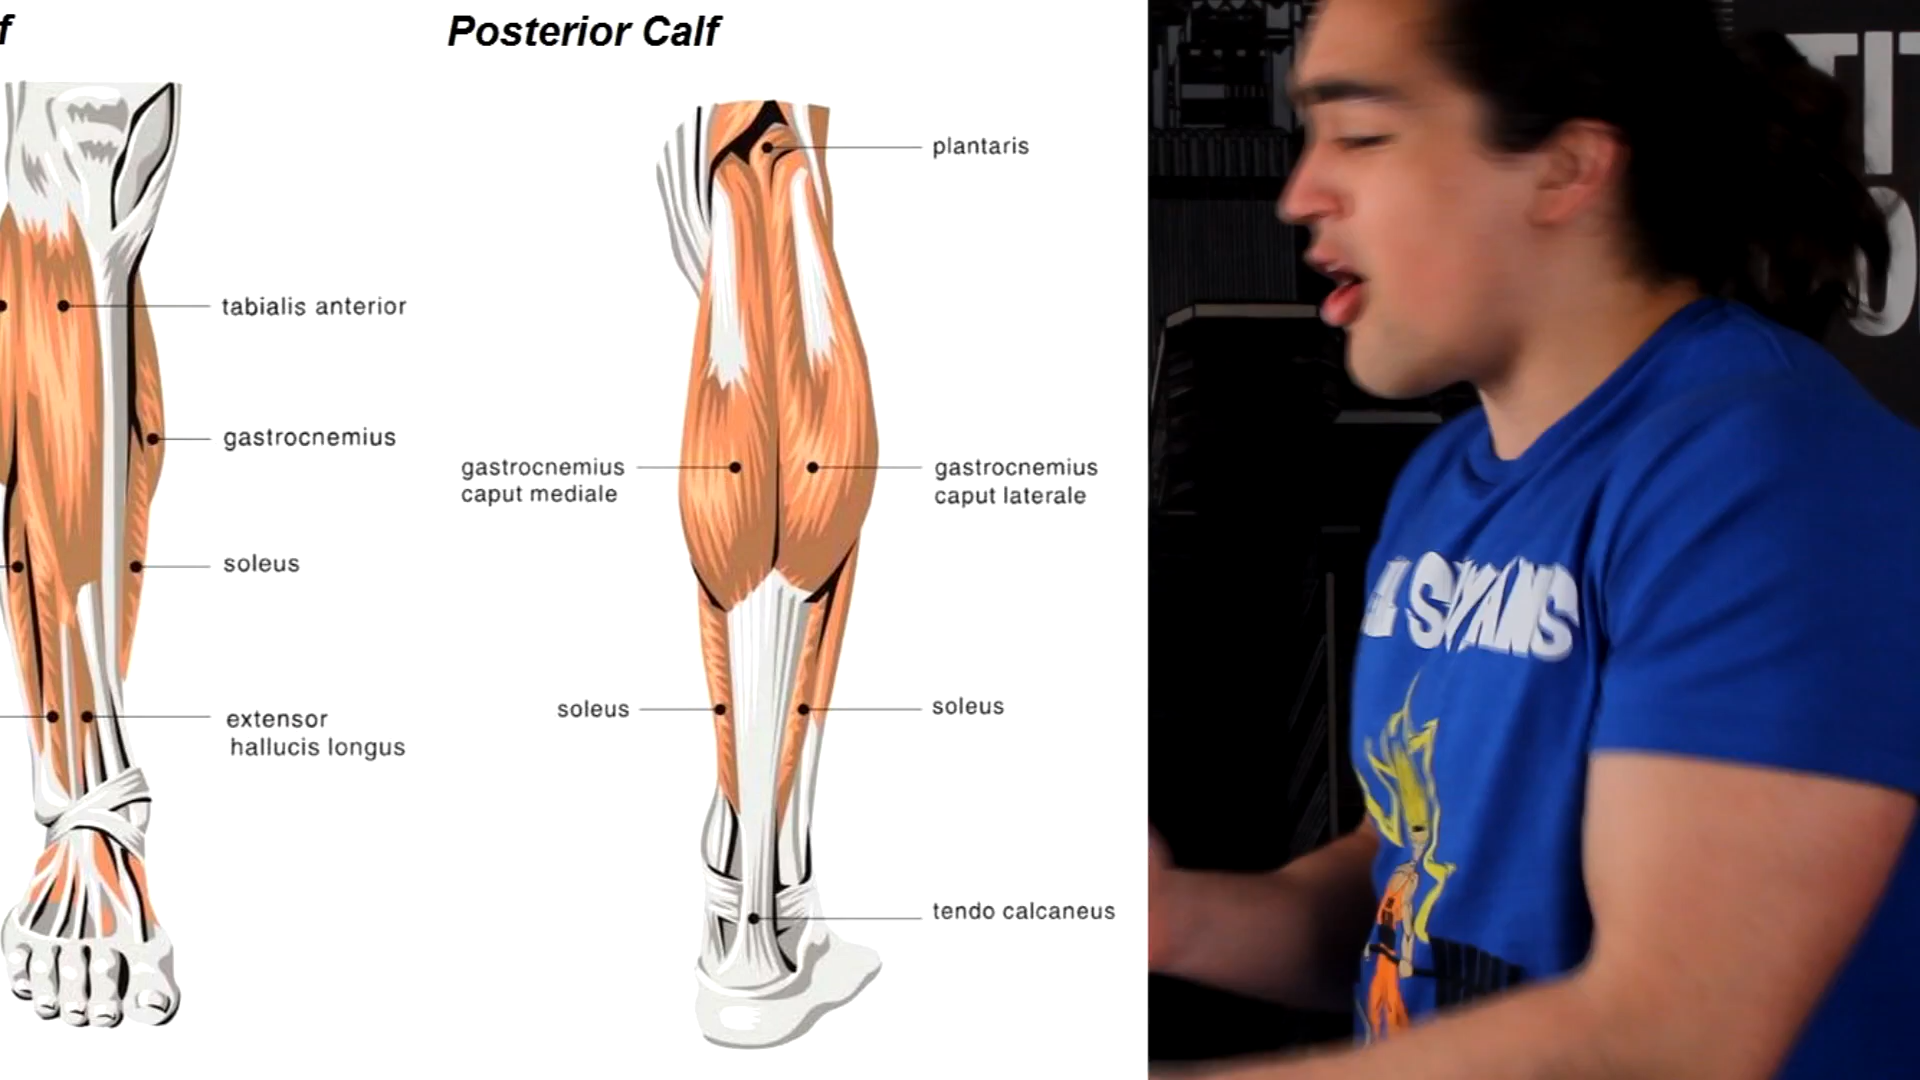 f
Posterior Calf
tabialis anterior
gastrocnemius
soleus
extensor
hallucis longus
plantaris
gastrocnemius
caput mediale
gastrocnemius
caput laterale
soleus
soleus
tendo calcaneus